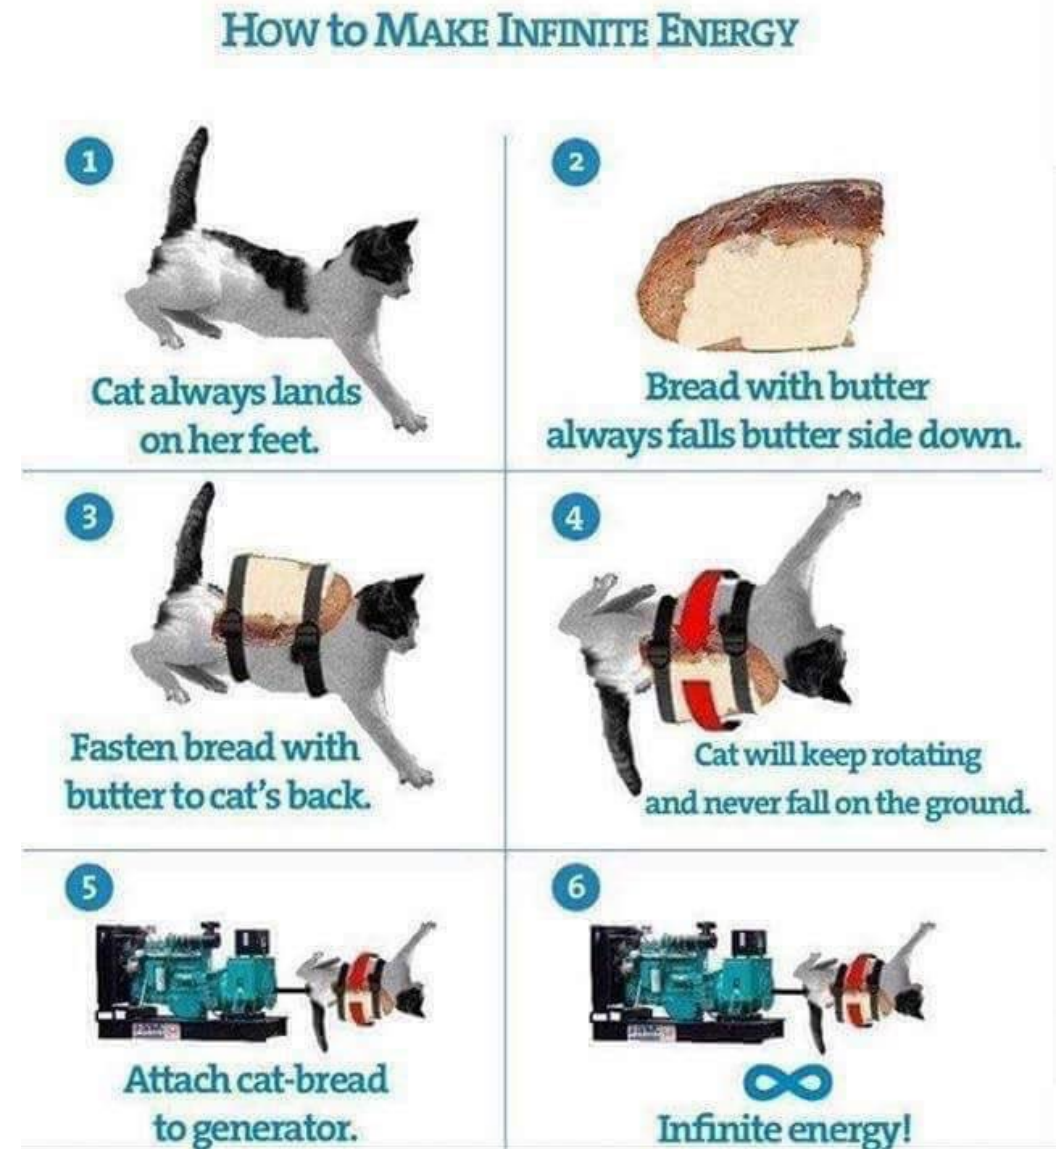 How to Make Infinite Energy
1
Cat always lands
on her feet.
2
Bread with butter
always falls butter side down.
3
Fasten bread with
butter to cat's back.
4
Cat will keep rotating
and never fall on the ground.
5
Attach cat-bread
to generator.
6
Infinite energy!